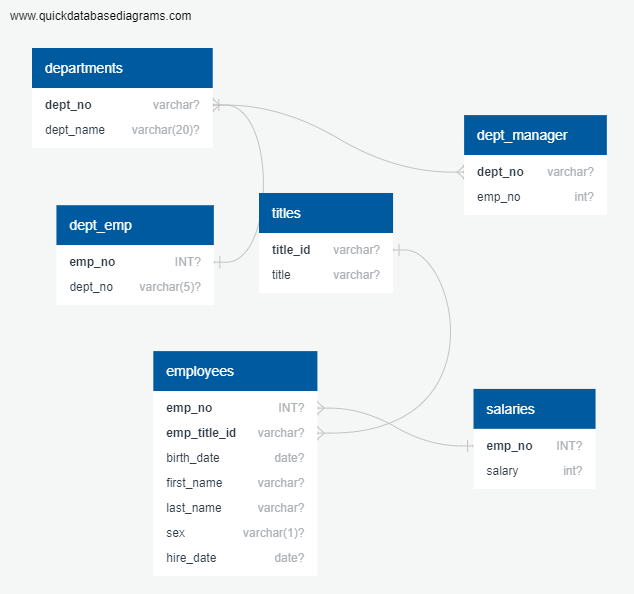 www.quickdatabasediagrams.com
departments
dept_no varchar?
dept_name varchar(20)?
dept_manager
dept_no varchar?
emp_no int?
dept_emp
emp_no INT?
dept_no varchar(5)?
titles
title_id varchar?
title varchar?
employees
emp_no INT?
emp_title_id varchar?
birth_date date?
first_name varchar?
last_name varchar?
sex varchar(1)?
hire_date date?
salaries
emp_no INT?
salary int?